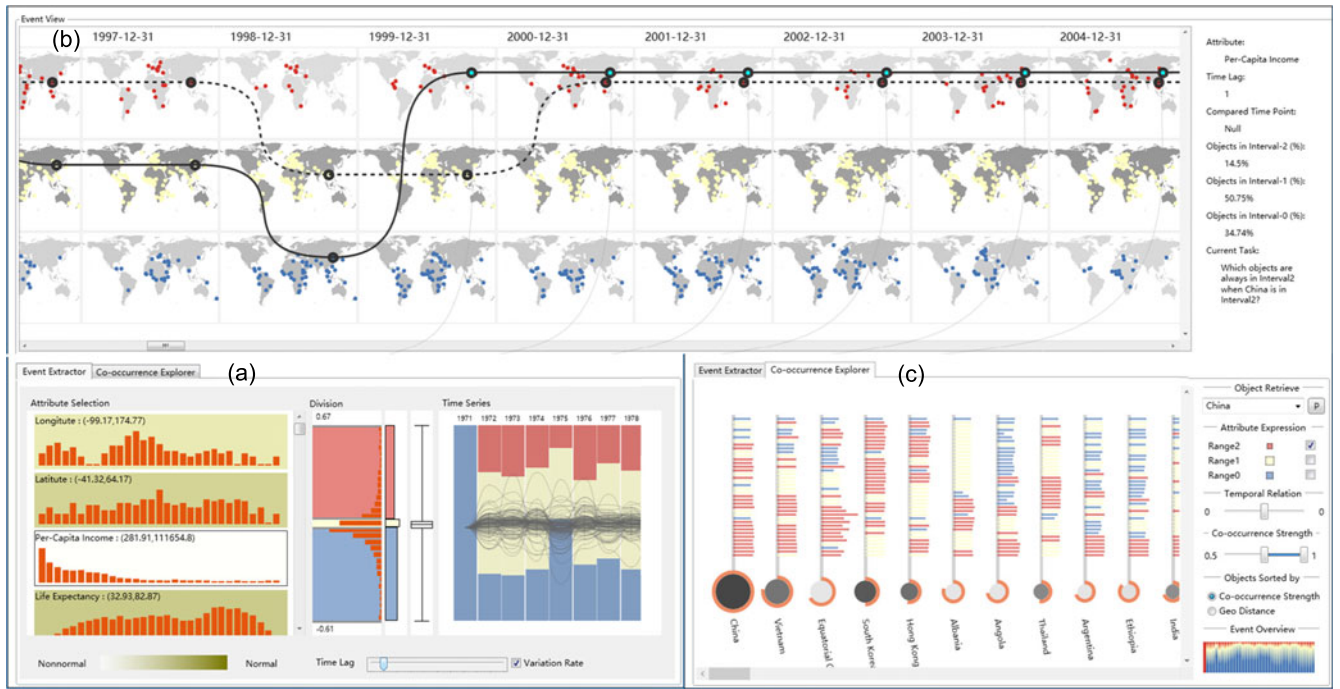 Event View
(b)
1997-12-31 1998-12-31 1999-12-31 2000-12-31 2001-12-31 2002-12-31 2003-12-31 2004-12-31
Attribute:
Per-Capita Income
Time Lag:
1
Compared Time Point:
Null
Objects in Interval-2 (%):
14.5%
Objects in Interval-1 (%):
50.75%
Objects in Interval-0 (%):
34.74%
Current Task:
Which objects are
always in Interval2
when China is in
Interval2?
Event Extractor Co-occurrence Explorer (a)
Attribute Selection
Longitute : (-99.17,174.77)
Latitute : (-41.32,64.17)
Per-Capita Income : (281.91,111654.8)
Life Expectancy : (32.93,82.87)
Nonnormal Normal
Division
0.67
-0.61
Time Series
1971 1972 1973 1974 1975 1976 1977 1978
Time Lag
Variation Rate
Event Extractor Co-occurrence Explorer (c)
China
Vietnam
Equatorial G
South Korei
Hong Kong
Albania
Angola
Thailand
Argentina
Ethiopia
India
Object Retrieve
China P
Attribute Expression
Range2
Range1
Range0
Temporal Relation
0 0
Co-occurrence Strength
0.5 1
Objects Sorted by
Co-occurrence Strength
Geo Distance
Event Overview